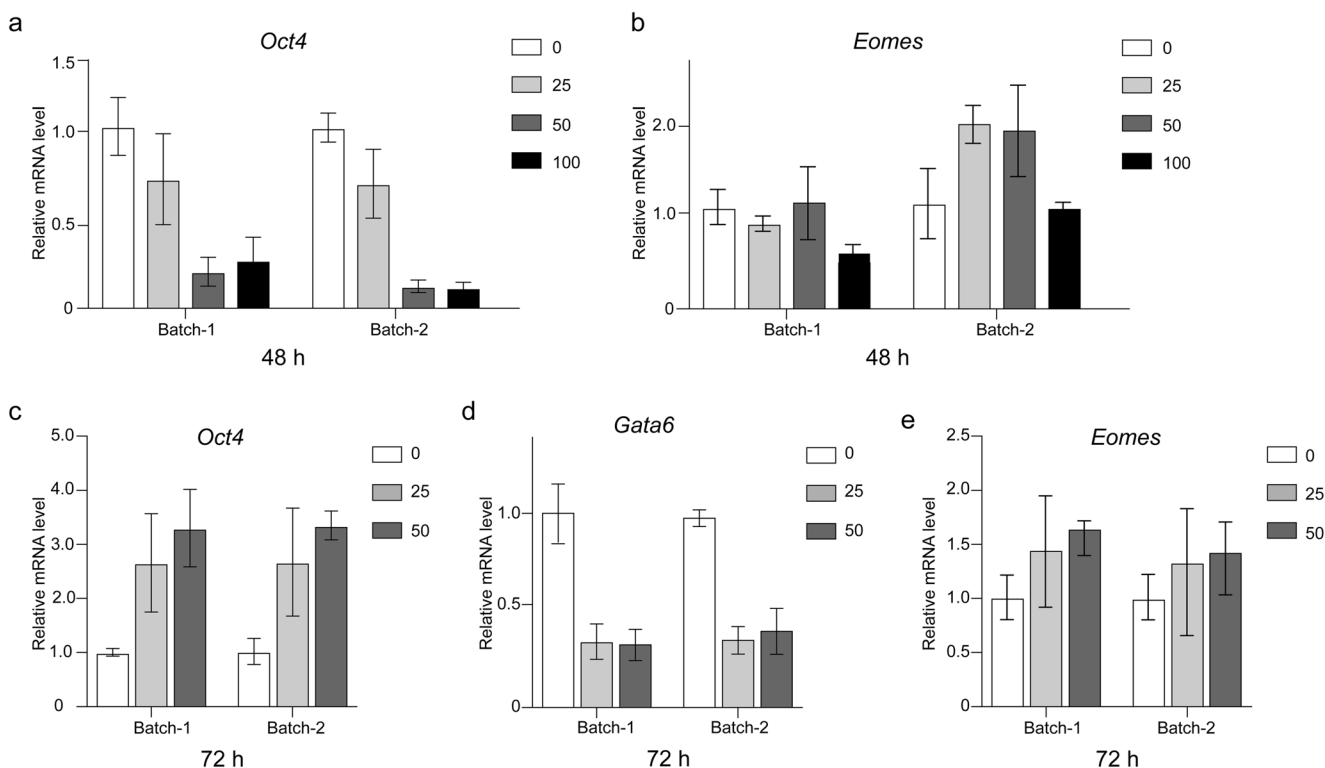 a
Oct4
Relative mRNA level
1.5
1.0
0.5
0
Batch-1
Batch-2
48 h
0
25
50
100
b
Eomes
Relative mRNA level
2.0
1.0
0
Batch-1
Batch-2
48 h
0
25
50
100
c
Oct4
Relative mRNA level
5.0
4.0
3.0
2.0
1.0
0
Batch-1
Batch-2
72 h
0
25
50
d
Gata6
Relative mRNA level
1.0
0.5
0
Batch-1
Batch-2
72 h
0
25
50
e
Eomes
Relative mRNA level
2.5
2.0
1.5
1.0
0.5
0
Batch-1
Batch-2
72 h
0
25
50